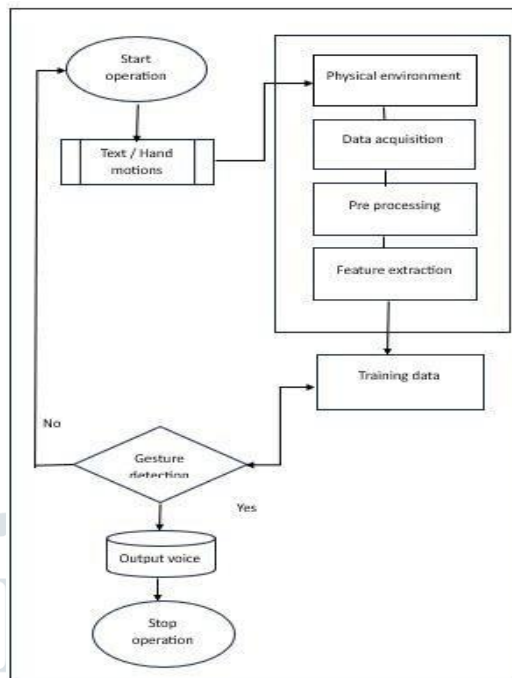 Start
operation
Text / Hand
motions
Physical environment
Data acquisition
Pre processing
Feature extraction
Training data
No
Gesture
detection
Yes
Output voice
Stop
operation